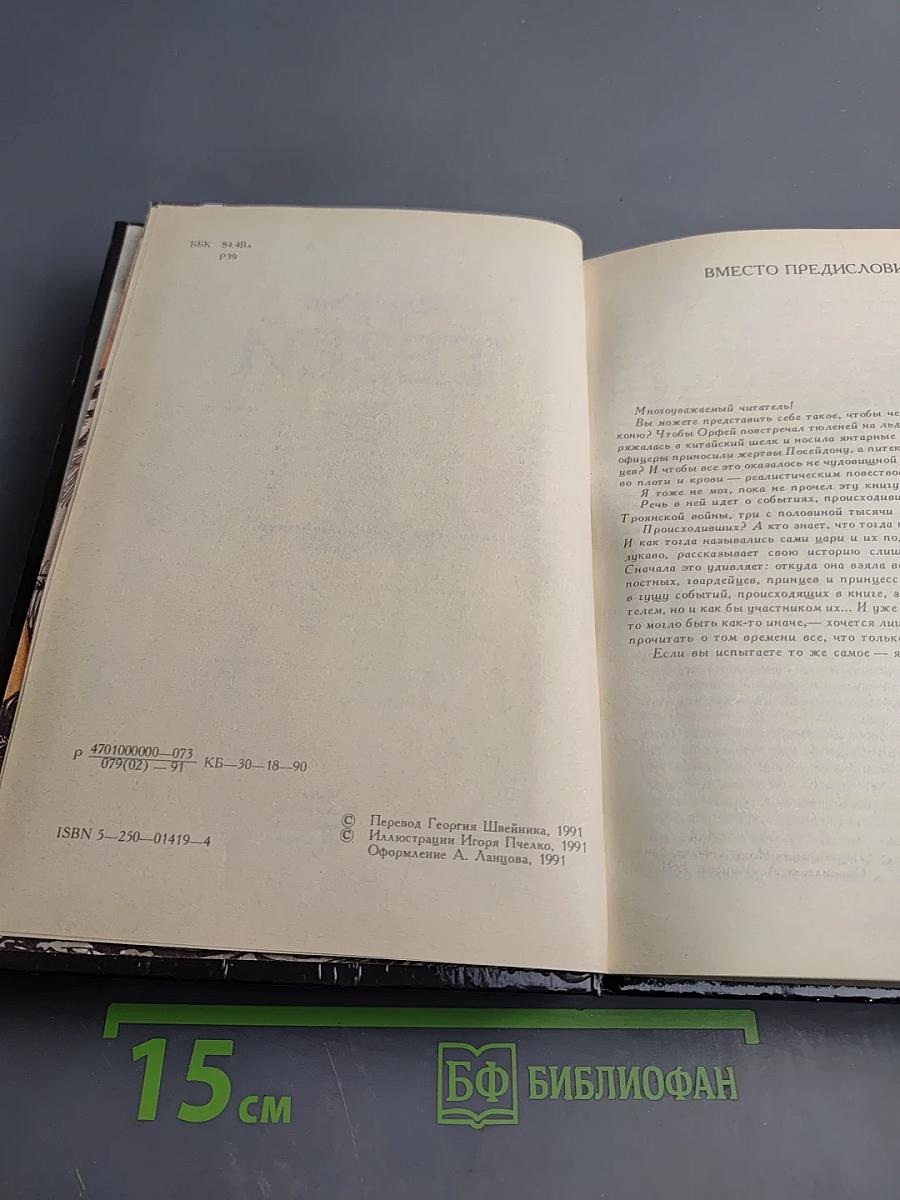 ББК 84.4Вл
Р39
Р 4701000000—073
079(02) — 91 КБ—30—18—90
ISBN 5—250—01419—4
© Перевод Георгия Швейника, 1991
© Иллюстрации Игоря Пчелко, 1991
Оформление А. Ланцова, 1991
ВМЕСТО ПРЕДИСЛОВИ
Многоуважаемый читатель!
Вы можете представить себе такое, чтобы че
коню? Чтобы Орфей повстречал тюленей на льд
ряжалась в китайский шелк и носила янтарные
офицеры приносили жертвы Посейдону, а питек
цев? И чтобы все это оказалось не чудовищной
во плоти и крови — реалистическим повество
Я тоже не мог, пока не прочел эту книгу
Речь в ней идет о событиях, происходивш
Троянской войны, три с половиной тысячи
Происходивших? А кто знает, что тогда
И как тогда назывались сами цари и их по
лукаво, рассказывает свою историю слиш
Сначала это удивляет: откуда она взяла в
постных, гвардейцев, принцев и принцесс
в гущу событий, происходящих в книге, з
телем, но и как бы участником их... И уже
то могло быть как-то иначе,— хочется лиш
прочитать о том времени все, что тольк
Если вы испытаете то же самое — я
15 см
БФ БИБЛИОФАН